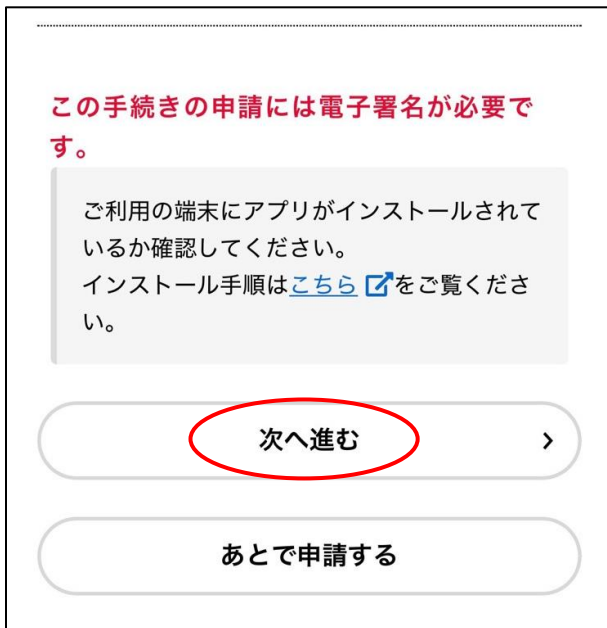 この手続きの申請には電子署名が必要で
す。
ご利用の端末にアプリがインストールされて
いるか確認してください。
インストール手順はこちらをご覧くださ
い。
次へ進む
あとで申請する